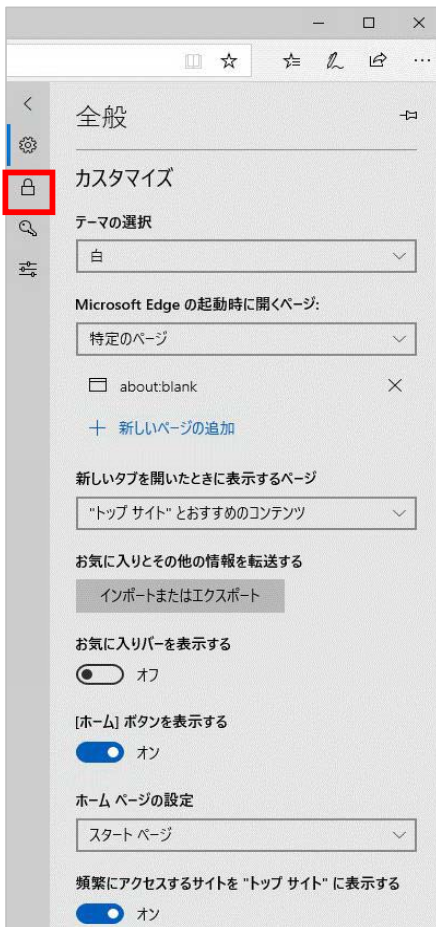 全般
カスタマイズ
テーマの選択
白
Microsoft Edge の起動時に開くページ:
特定のページ
about:blank
新しいページの追加
新しいタブを開いたときに表示するページ
"トップ サイト" とおすすめのコンテンツ
お気に入りとその他の情報を転送する
インポートまたはエクスポート
お気に入りバーを表示する
オフ
[ホーム] ボタンを表示する
オン
ホーム ページの設定
スタート ページ
頻繁にアクセスするサイトを "トップ サイト" に表示する
オン